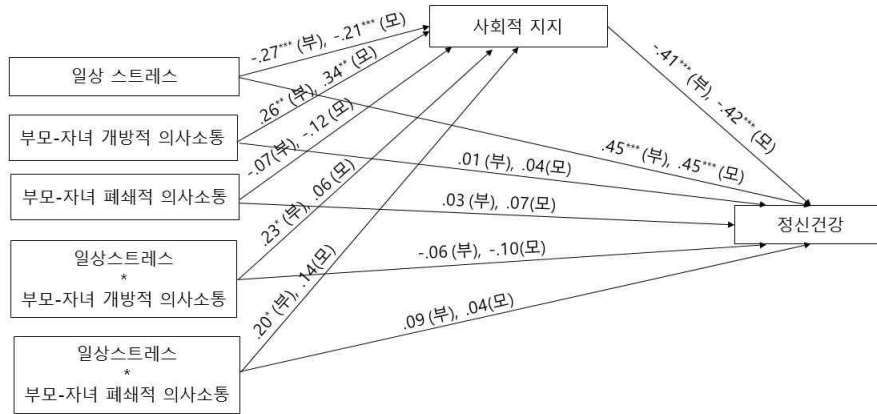 사회적 지지
-.27*** (부), -.21*** (모)
일상 스트레스
.26** (부), .34** (모)
-.41*** (부), -.42*** (모)
부모-자녀 개방적 의사소통
-.07(부), -.12(모)
.45*** (부), .45*** (모)
.01 (부), .04(모)
부모-자녀 폐쇄적 의사소통
.23* (부), .06 (모)
.03 (부), .07(모)
정신건강
일상스트레스
*
부모-자녀 개방적 의사소통
-.06 (부), -.10(모)
.20* (부), .14(모)
.09 (부), .04(모)
일상스트레스
*
부모-자녀 폐쇄적 의사소통